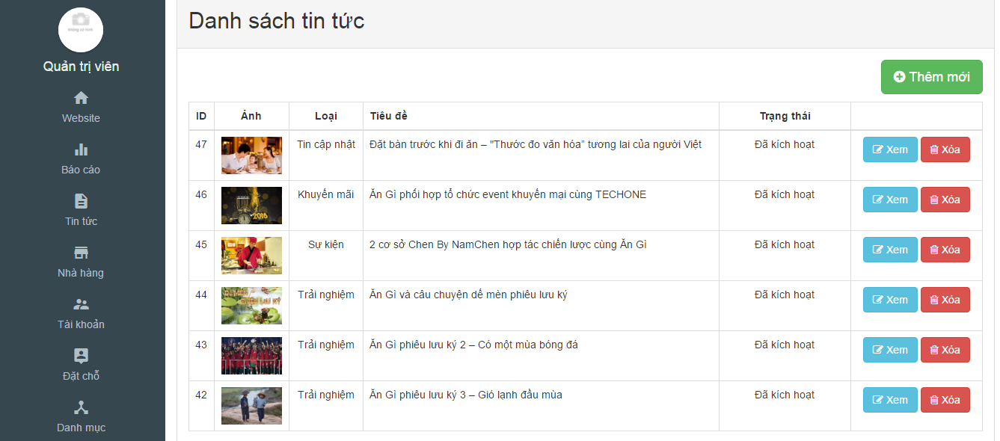 Danh sách tin tức
không có hình
Quản trị viên
Website
Báo cáo
Tin tức
Nhà hàng
Tài khoản
Đặt chỗ
Danh mục
Thêm mới
ID Ảnh Loại Tiêu đề Trạng thái
47 Tin cập nhật Đặt bàn trước khi đi ăn – "Thước đo văn hóa” tương lai của người Việt Đã kích hoạt Xem Xóa
46 2016 Khuyến mãi Ăn Gì phối hợp tổ chức event khuyến mại cùng TECHONE Đã kích hoạt Xem Xóa
45 Sự kiện 2 cơ sở Chen By NamChen hợp tác chiến lược cùng Ăn Gì Đã kích hoạt Xem Xóa
44 PHIÊU LƯU KÝ Trải nghiệm Ăn Gì và câu chuyện dế mèn phiêu lưu ký Đã kích hoạt Xem Xóa
43 Trải nghiệm Ăn Gì phiêu lưu ký 2 – Có một mùa bóng đá Đã kích hoạt Xem Xóa
42 Trải nghiệm Ăn Gì phiêu lưu ký 3 – Gió lạnh đầu mùa Đã kích hoạt Xem Xóa